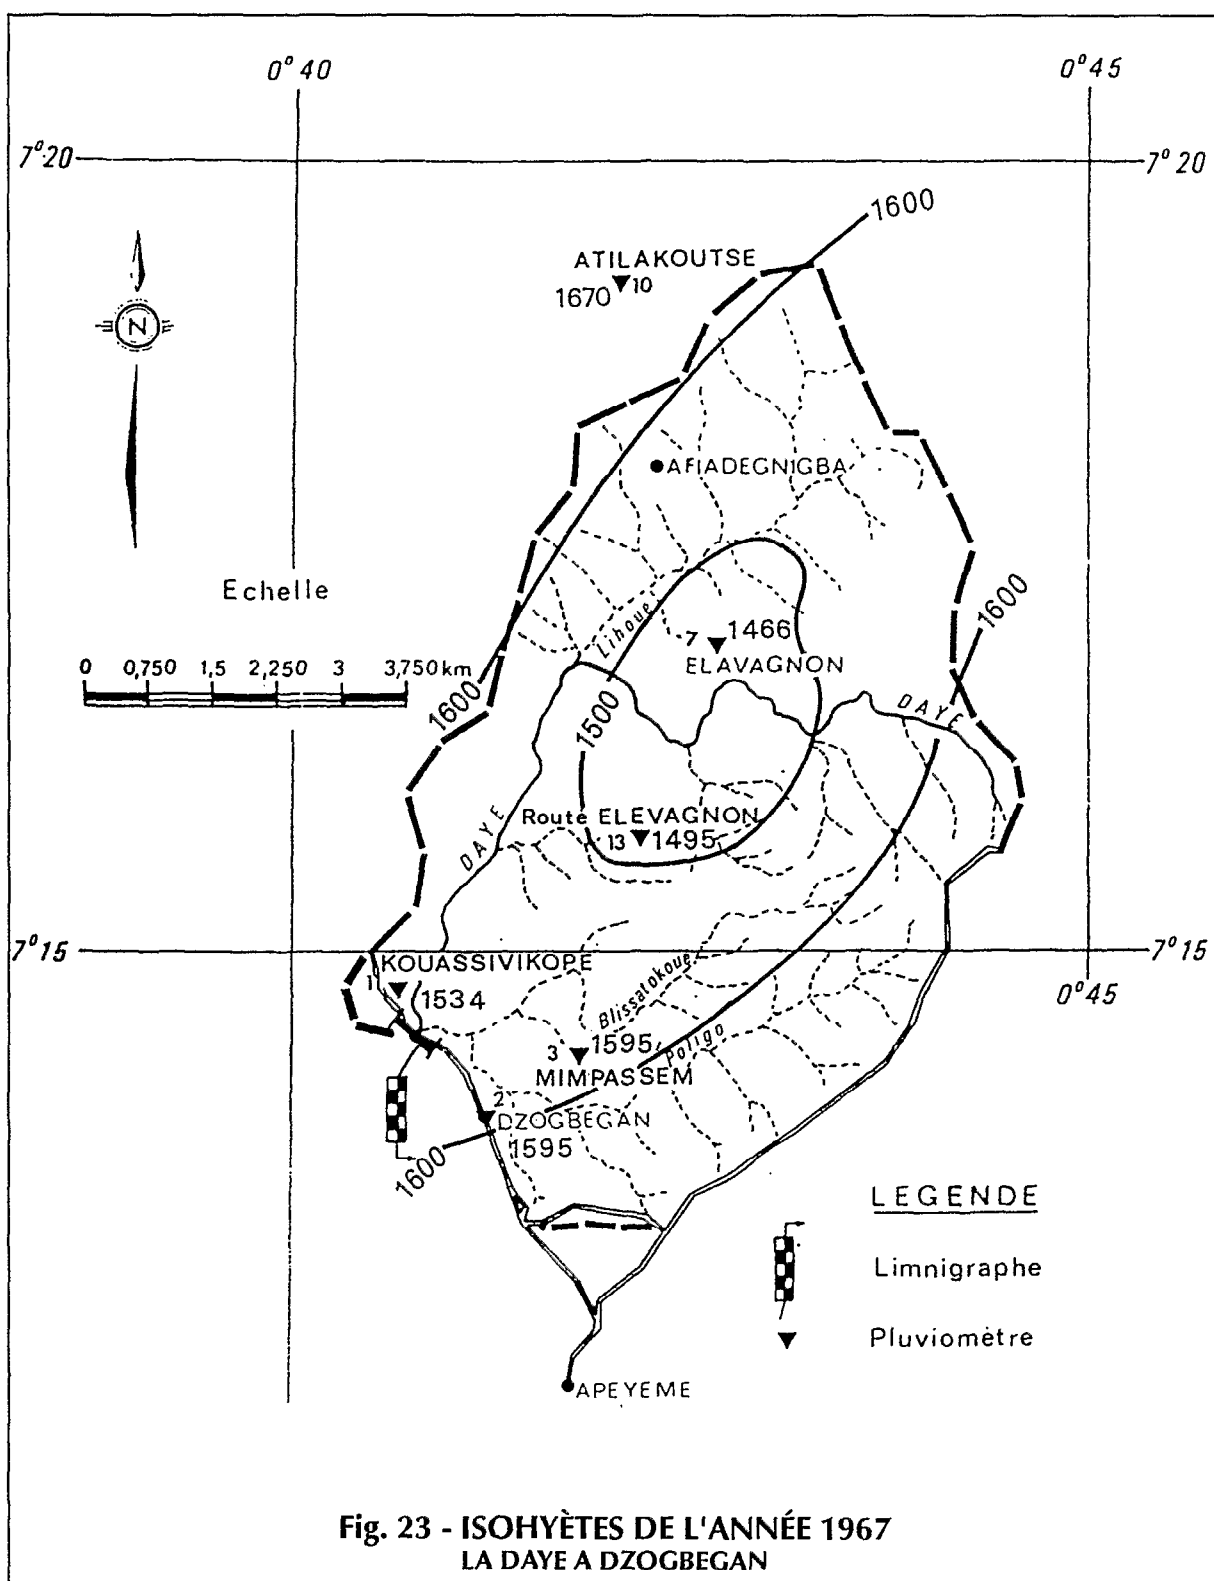 0° 40
0° 45
7° 20
7° 20
1600
ATILAKOUTSE
1670 10
N
AFIADEGNIGBA
Echelle
0 0,750 1,5 2,250 3 3,750 km
Lihoue
1600
7 1466
ELAVAGNON
1600
1500
DAYE
DAYE
Route ELEVAGNON
13 1495
7° 15
7° 15
KOUASSIVIKOPE
1
1534
0° 45
Blissatokoue
Poligo
3 1595
MIMPASSEM
2
DZOGBEGAN
1595
1600
LEGENDE
Limnigraphe
Pluviomètre
APEYEME
Fig. 23 - ISOHYÈTES DE L'ANNÉE 1967
LA DAYE A DZOGBEGAN